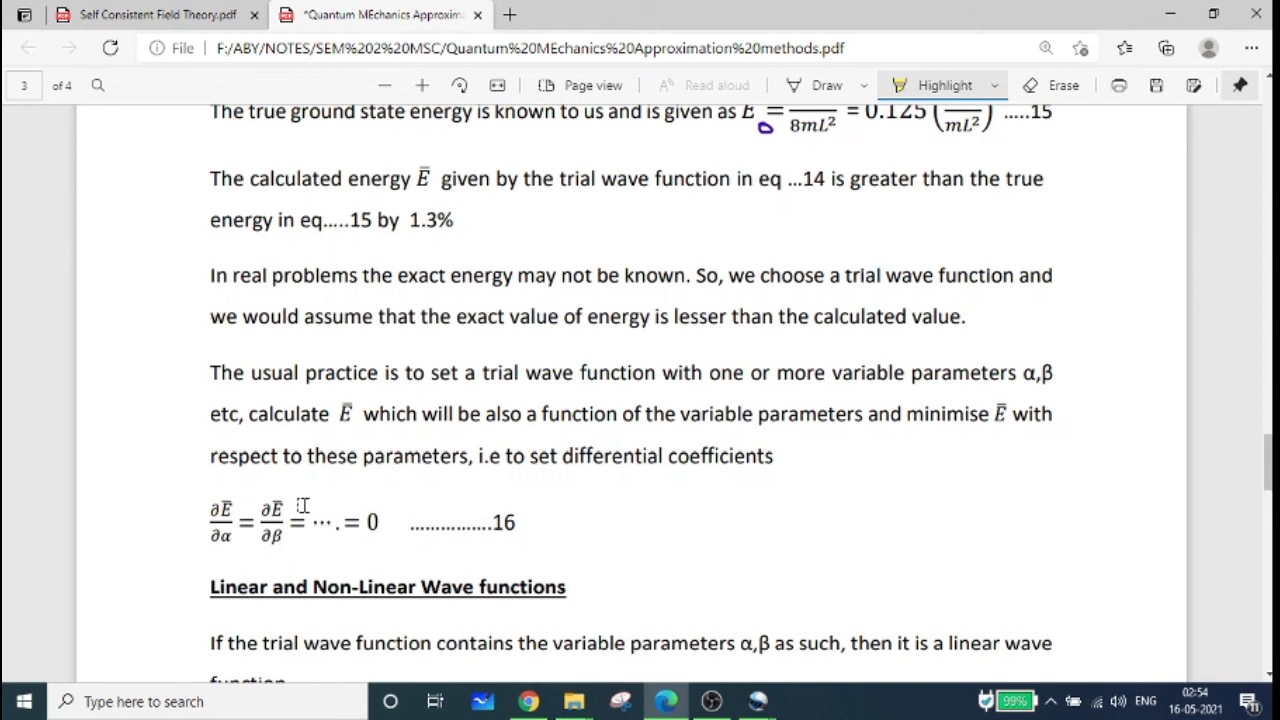 Self Consistent Field Theory.pdf
*Quantum MEchanics Approxim
File F:/ABY/NOTES/SEM%202%20MSC/Quantum%20MEchanics%20Approximation%20methods.pdf
3 of 4 Page view Read aloud Draw Highlight Erase
The true ground state energy is known to us and is given as E = / 8mL² = 0.125 ( / mL²) .....15
The calculated energy Ē given by the trial wave function in eq ...14 is greater than the true
energy in eq.....15 by 1.3%
In real problems the exact energy may not be known. So, we choose a trial wave function and
we would assume that the exact value of energy is lesser than the calculated value.
The usual practice is to set a trial wave function with one or more variable parameters α,β
etc, calculate Ē which will be also a function of the variable parameters and minimise Ē with
respect to these parameters, i.e to set differential coefficients
∂Ē/∂α = ∂Ē/∂β = ⋯. = 0 ................16
Linear and Non-Linear Wave functions
If the trial wave function contains the variable parameters α,β as such, then it is a linear wave
function
Type here to search
99% ENG 02:54
16-05-2021